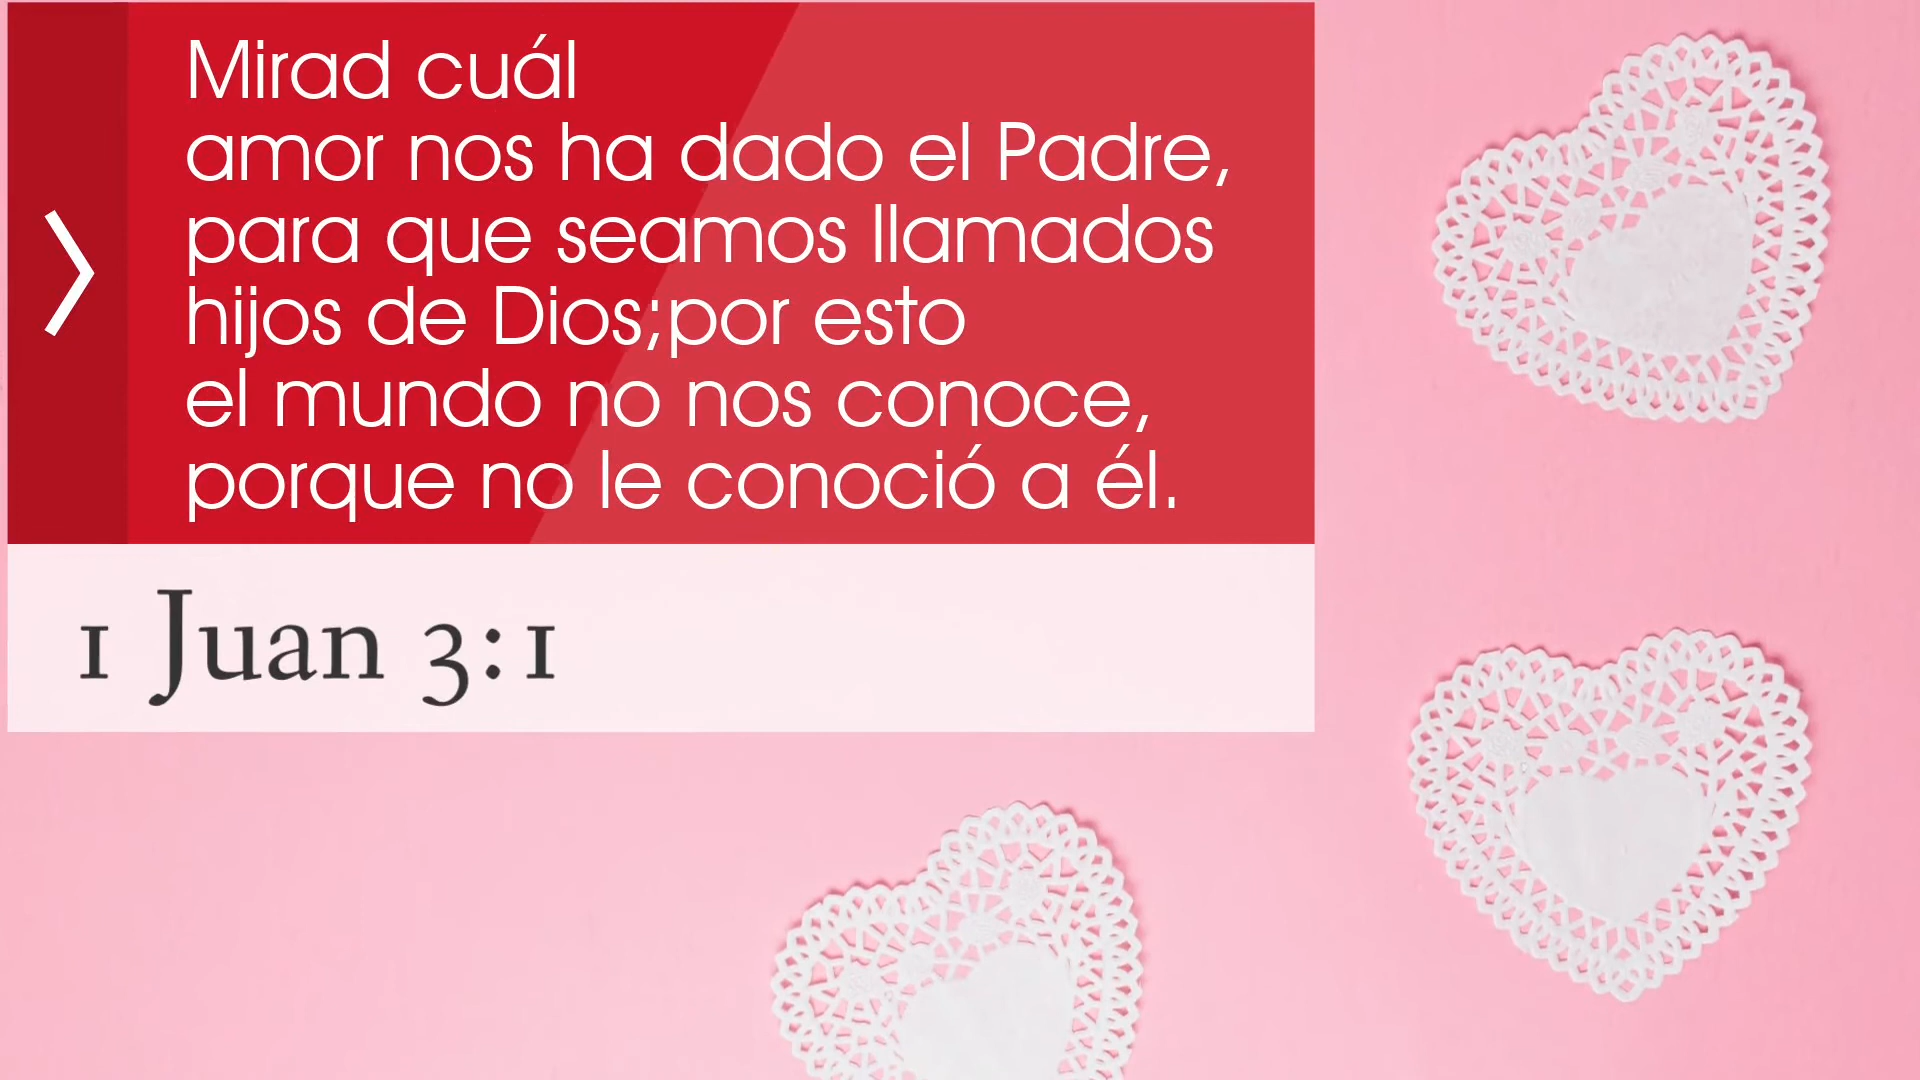 Mirad cuál
amor nos ha dado el Padre,
para que seamos llamados
hijos de Dios;por esto
el mundo no nos conoce,
porque no le conoció a él.
1 Juan 3:1